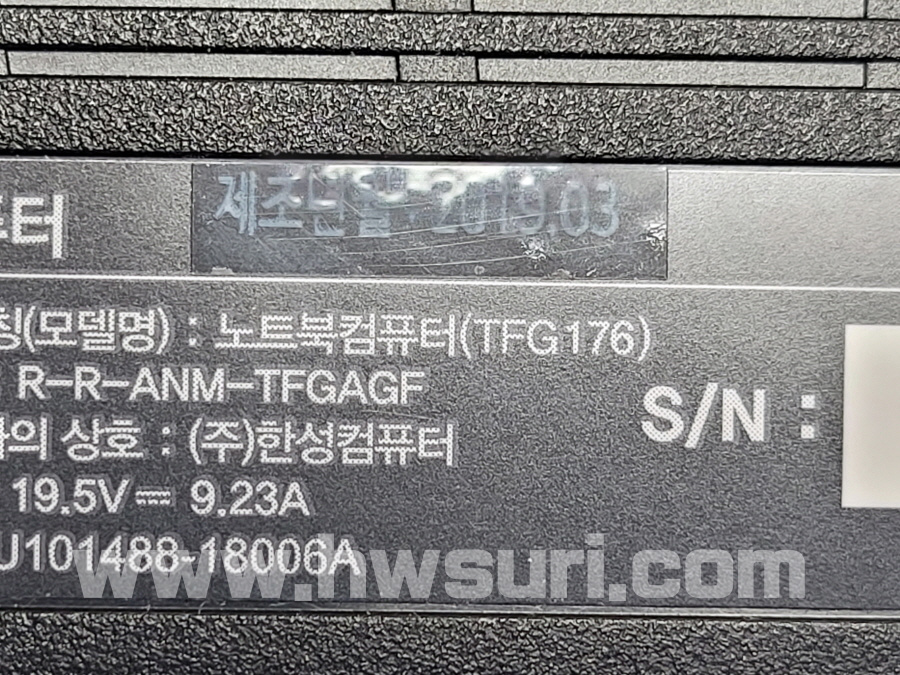 퓨터
제조년월 : 2019.03
칭(모델명) : 노트북컴퓨터(TFG176)
R-R-ANM-TFGAGF
S/N :
의 상호 : (주)한성컴퓨터
19.5V⎓ 9.23A
U101488-18006A
www.hwsuri.com